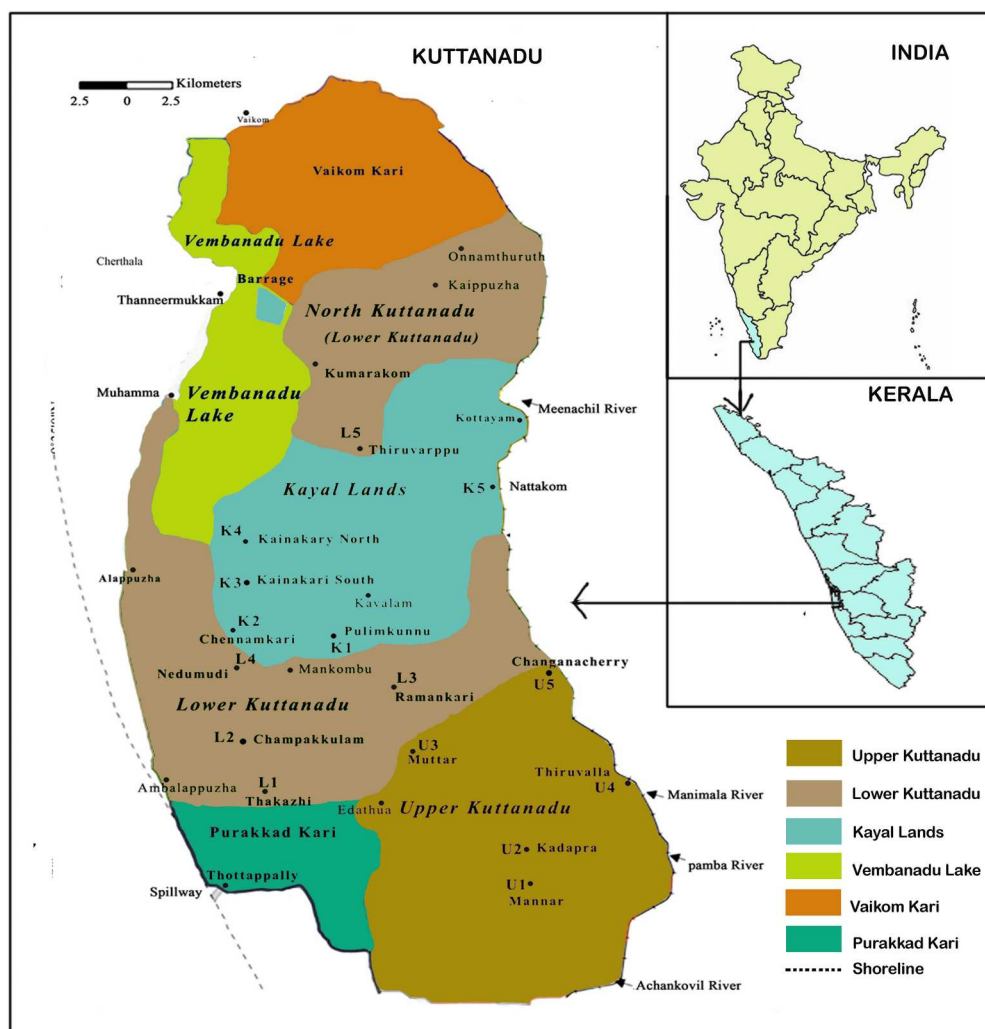 KUTTANADU
INDIA
Kilometers
2.5 0 2.5
Vaikom
Vaikom Kari
Vembanadu Lake
Cherthala
Barrage
Thanneermukkam
Onnamthuruth
Kaippuzha
North Kuttanadu
(Lower Kuttanadu)
Kumarakom
Muhamma
Vembanadu
Lake
Meenachil River
KERALA
Kottayam
L5
Thiruvarppu
Kayal Lands
K5
Nattakom
K4
Kainakary North
Alappuzha
K3
Kainakari South
Kavalam
K2
Chennamkari
Pulimkunnu
K1
L4
Nedumudi
Mankombu
L3
Ramankari
Changanacherry
U5
Lower Kuttanadu
L2
Champakkulam
U3
Muttar
Thiruvalla
U4
Manimala River
Ambalappuzha
L1
Thakazhi
Edathua
Upper Kuttanadu
Purakkad Kari
U2
Kadapra
pamba River
Thottappally
Spillway
U1
Mannar
Achankovil River
Upper Kuttanadu
Lower Kuttanadu
Kayal Lands
Vembanadu Lake
Vaikom Kari
Purakkad Kari
Shoreline